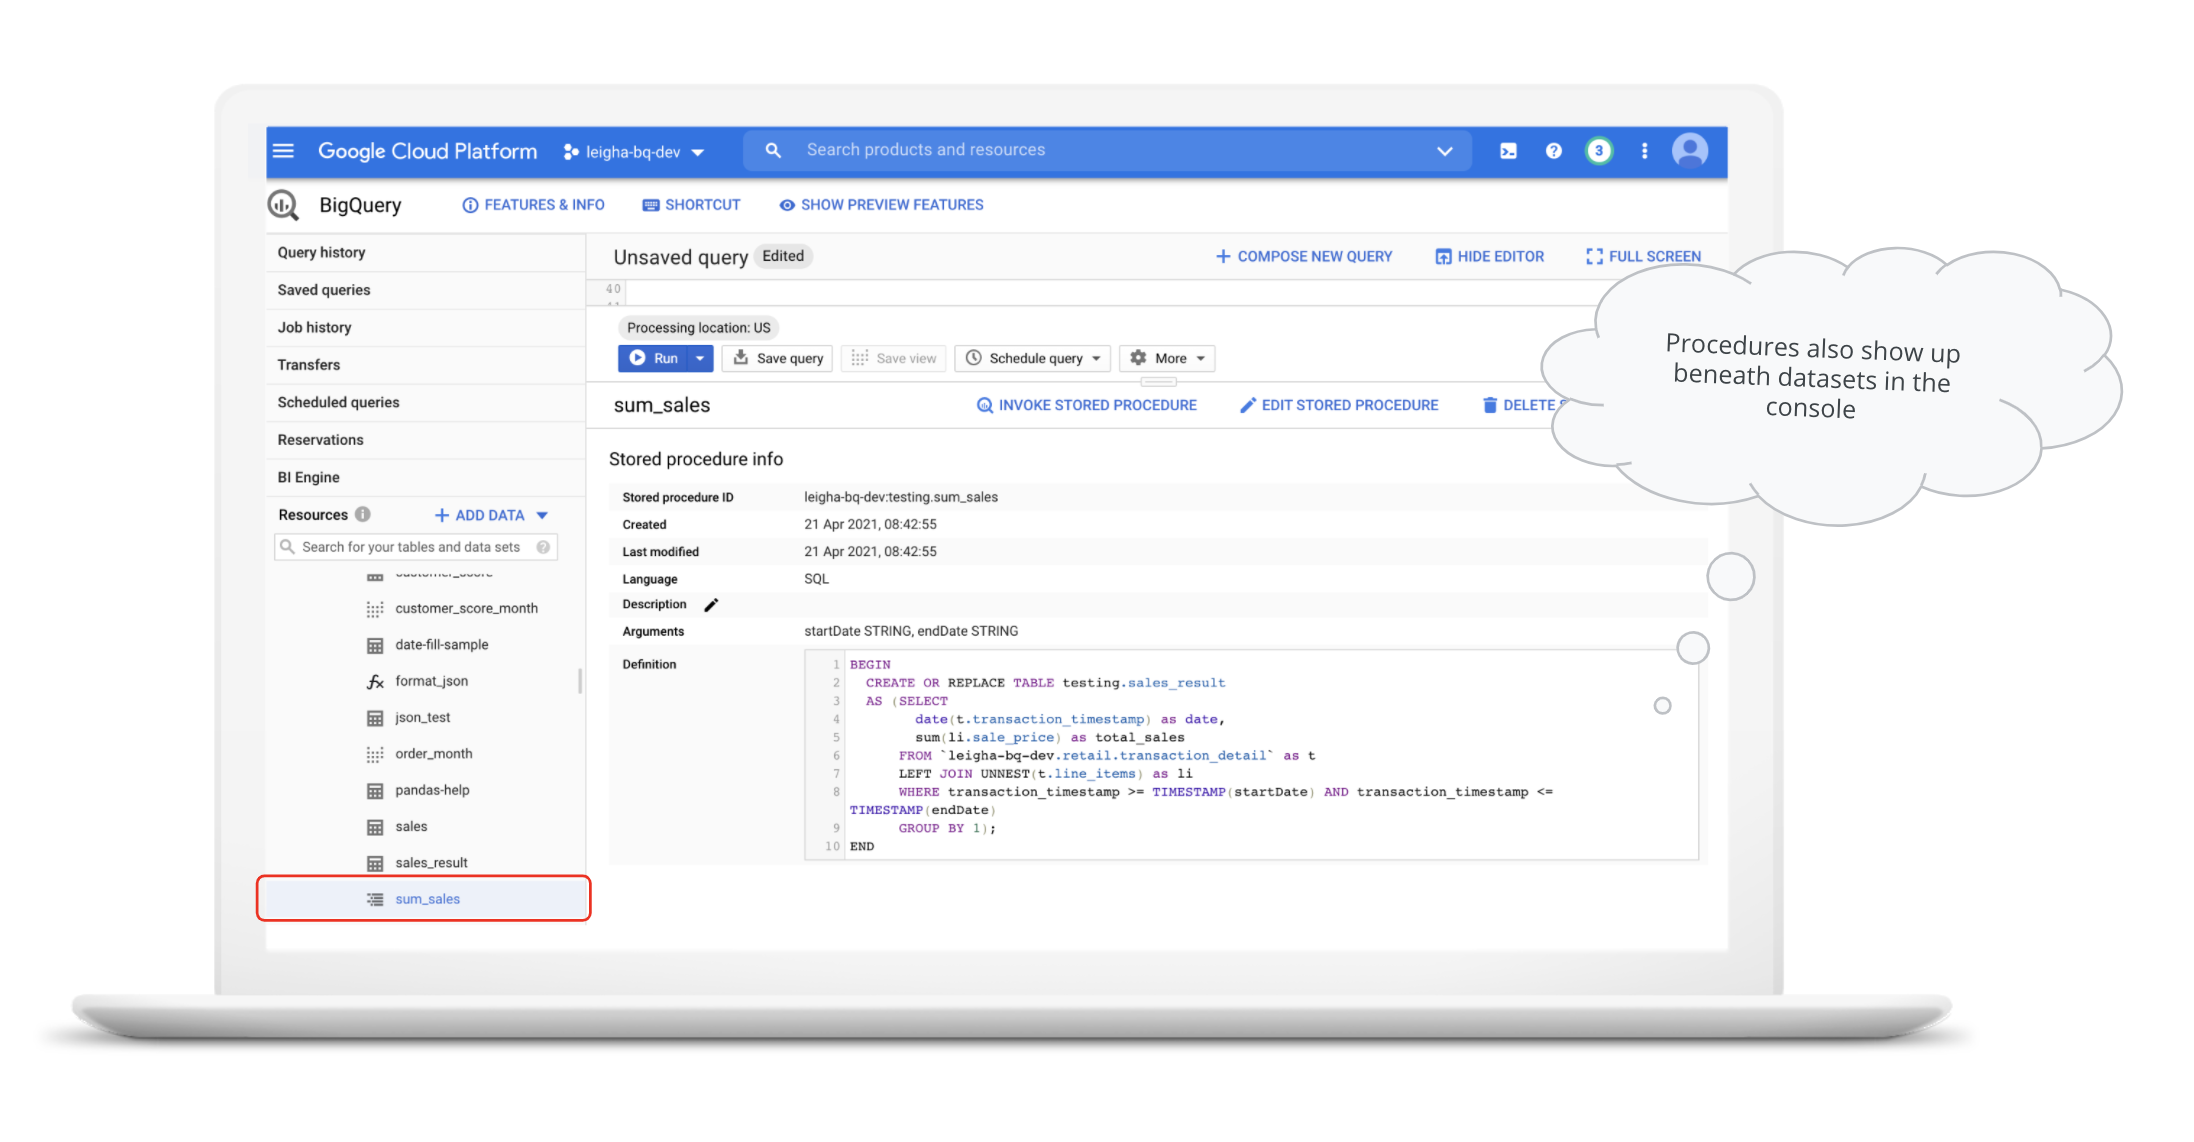 Google Cloud Platform
leigha-bq-dev
Search products and resources
3
BigQuery
FEATURES & INFO
SHORTCUT
SHOW PREVIEW FEATURES
Query history
Saved queries
Job history
Transfers
Scheduled queries
Reservations
BI Engine
Resources
+ ADD DATA
Search for your tables and data sets
customer_score
customer_score_month
date-fill-sample
format_json
json_test
order_month
pandas-help
sales
sales_result
sum_sales
Unsaved query Edited
+ COMPOSE NEW QUERY
HIDE EDITOR
FULL SCREEN
40
Processing location: US
Run
Save query
Save view
Schedule query
More
sum_sales
INVOKE STORED PROCEDURE
EDIT STORED PROCEDURE
DELETE
Stored procedure info
Stored procedure ID leigha-bq-dev:testing.sum_sales
Created 21 Apr 2021, 08:42:55
Last modified 21 Apr 2021, 08:42:55
Language SQL
Description
Arguments startDate STRING, endDate STRING
Definition
1 BEGIN
2 CREATE OR REPLACE TABLE testing.sales_result
3 AS (SELECT
4 date(t.transaction_timestamp) as date,
5 sum(li.sale_price) as total_sales
6 FROM `leigha-bq-dev.retail.transaction_detail` as t
7 LEFT JOIN UNNEST(t.line_items) as li
8 WHERE transaction_timestamp >= TIMESTAMP(startDate) AND transaction_timestamp <=
TIMESTAMP(endDate)
9 GROUP BY 1);
10 END
Procedures also show up
beneath datasets in the
console